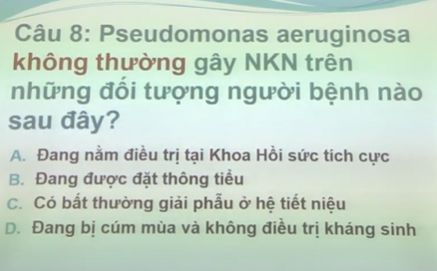 Câu 8: Pseudomonas aeruginosa
không thường gây NKN trên
những đối tượng người bệnh nào
sau đây?
A. Đang nằm điều trị tại Khoa Hồi sức tích cực
B. Đang được đặt thông tiểu
C. Có bất thường giải phẫu ở hệ tiết niệu
D. Đang bị cúm mùa và không điều trị kháng sinh